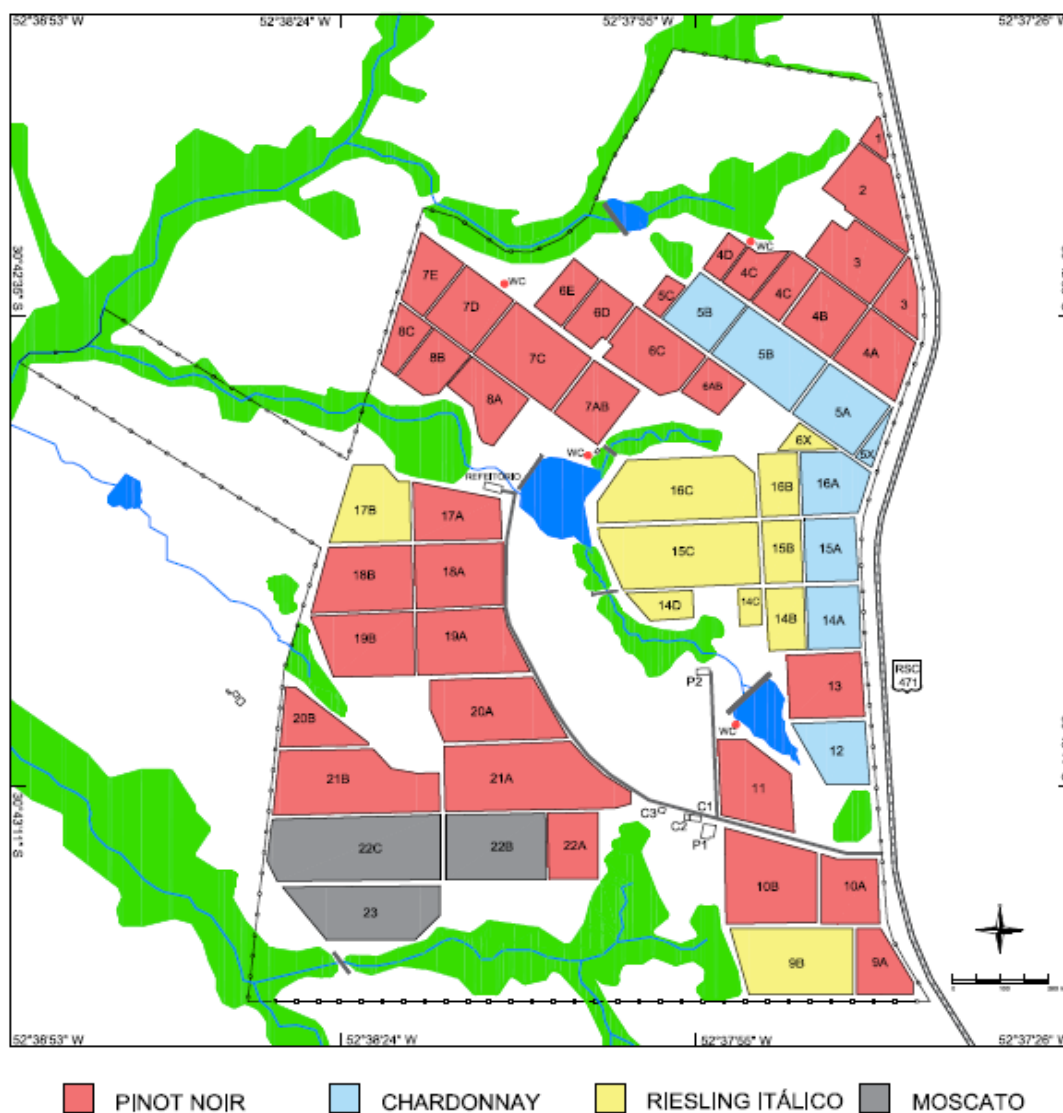 52°38'53" W 52°38'24" W 52°37'55" W 52°37'26" W
1
2
3
3
4D
WC
4C
4C
4B
4A
30°42'35" S
7E
7D
WC
6E
6D
5C
5B
5B
5A
5X
8C
8B
7C
6C
6AB
8A
7AB
WC
REFEITÓRIO
6X
16C
16B
16A
17B
17A
15C
15B
15A
18B
18A
14D
14C
14B
14A
19B
19A
P2
13
RSC
471
20B
20A
WC
12
21B
21A
11
30°43'11" S
C3
C2
C1
P1
22C
22B
22A
10B
10A
23
9B
9A
0
100
52°38'53" W 52°38'24" W 52°37'55" W 52°37'26" W
PINOT NOIR CHARDONNAY RIESLING ITÁLICO MOSCATO